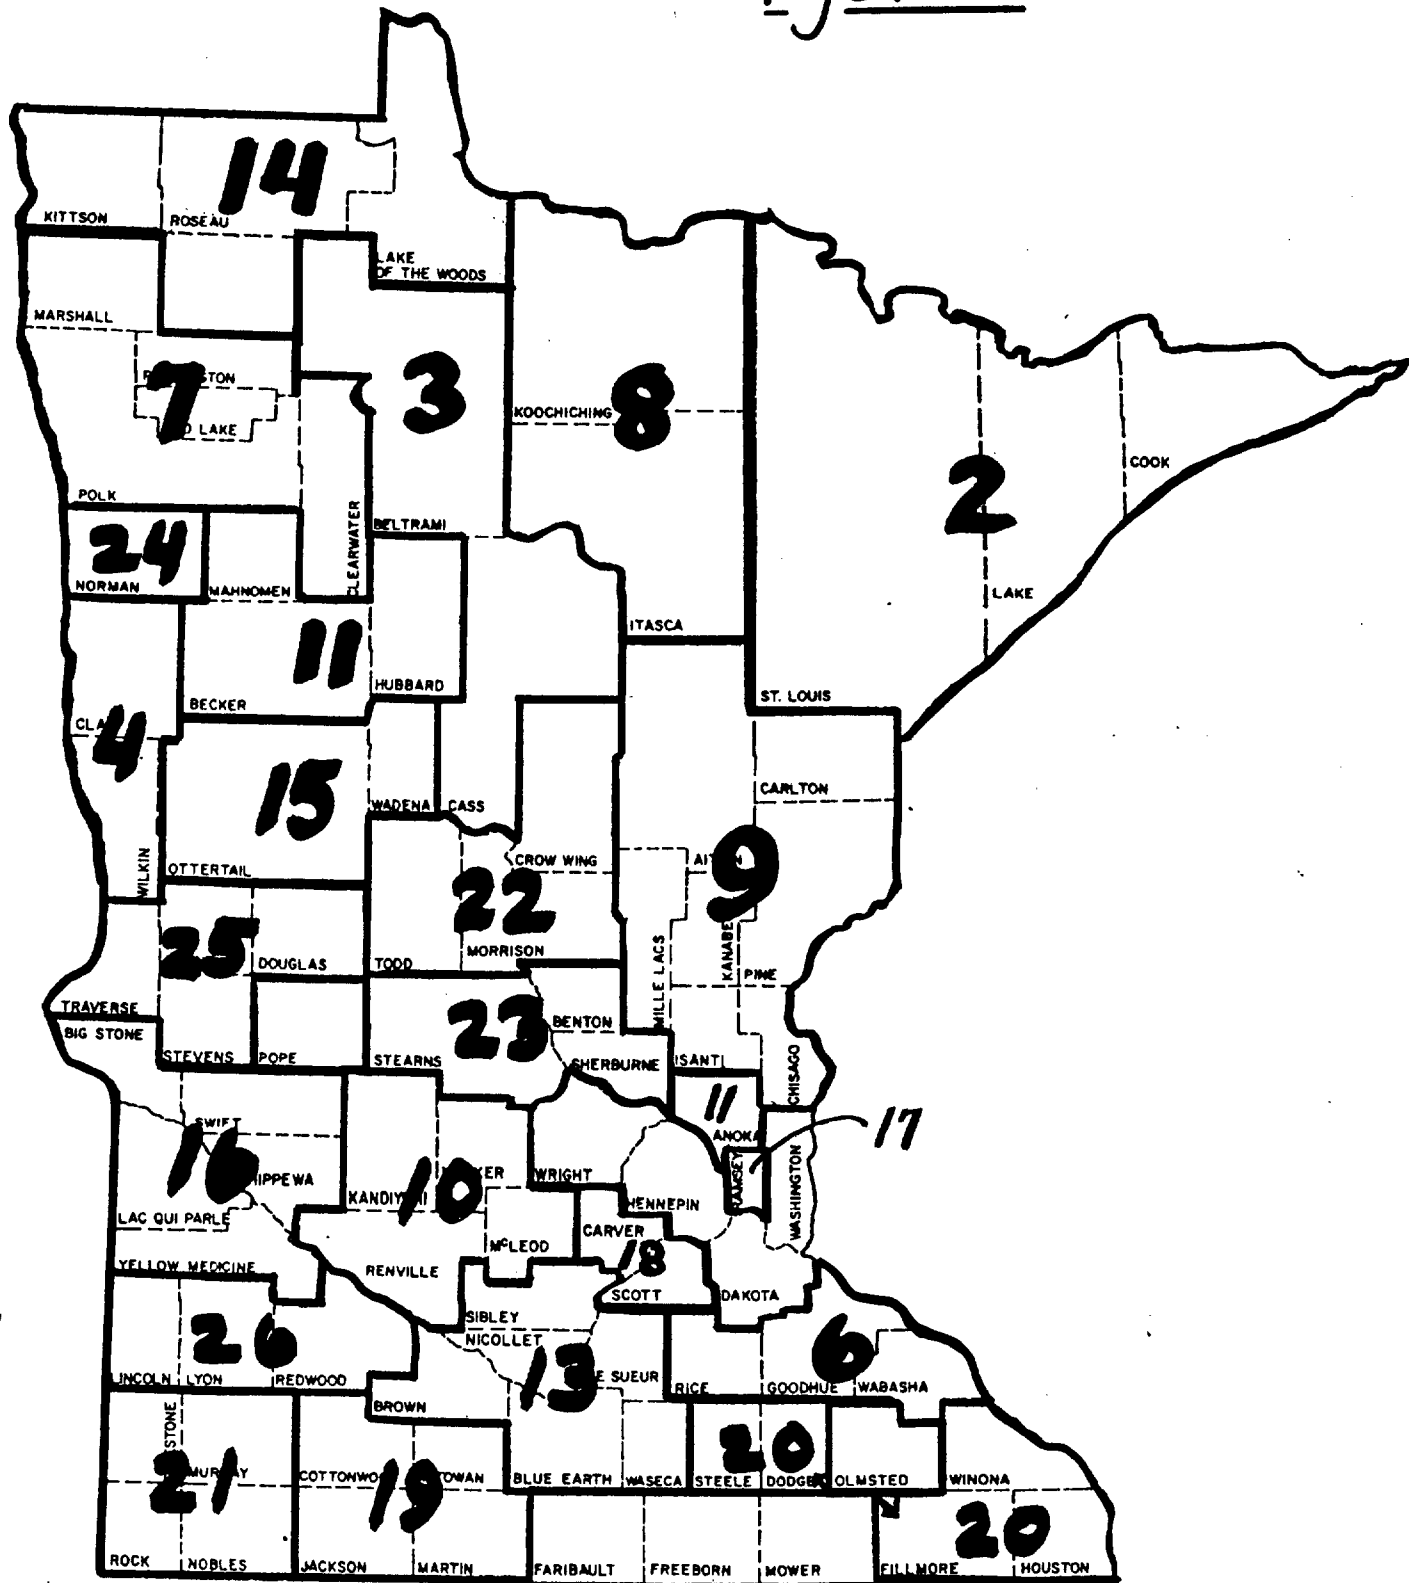 14
KITTSON
ROSEAU
LAKE
OF THE WOODS
MARSHALL
7
3
8
KOOCHICHING
2
COOK
POLK
CLEARWATER
BELTRAMI
24
NORMAN
MAHNOMEN
LAKE
ITASCA
11
HUBBARD
BECKER
ST. LOUIS
4
15
CARLTON
WADENA
CASS
WILKIN
OTTERTAIL
CROW WING
9
22
25
DOUGLAS
TODD
MORRISON
MILLE LACS
PINE
TRAVERSE
BIG STONE
23
BENTON
STEVENS
POPE
STEARNS
SHERBURNE
ISANTI
CHISAGO
11
ANOKA
17
SWIFT
16
10
WRIGHT
RAMSEY
WASHINGTON
HENNEPIN
LAC QUI PARLE
CARVER
McLEOD
18
YELLOW MEDICINE
RENVILLE
SCOTT
DAKOTA
SIBLEY
NICOLLET
26
13
6
LINCOLN
LYON
REDWOOD
RICE
GOODHUE
WABASHA
BROWN
21
19
20
BLUE EARTH
WASECA
STEELE
OLMSTED
WINONA
20
ROCK
NOBLES
JACKSON
MARTIN
FARIBAULT
FREEBORN
MOWER
FILLMORE
HOUSTON